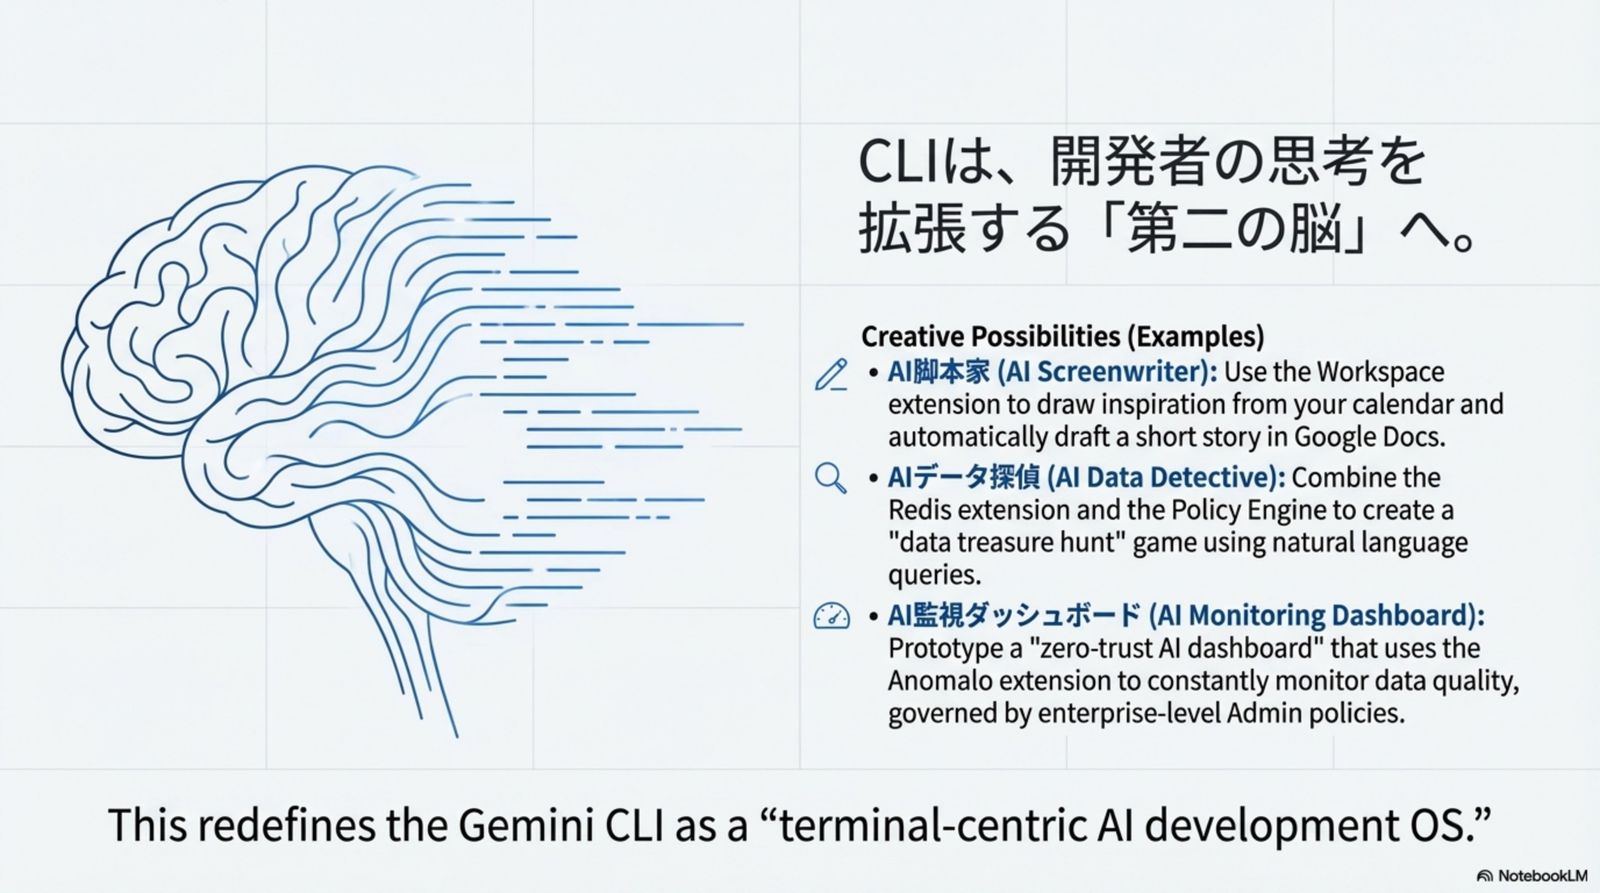 CLIは、開発者の思考を
拡張する「第二の脳」へ。
Creative Possibilities (Examples)
• AI脚本家 (AI Screenwriter): Use the Workspace
extension to draw inspiration from your calendar and
automatically draft a short story in Google Docs.
• AIデータ探偵 (AI Data Detective): Combine the
Redis extension and the Policy Engine to create a
"data treasure hunt" game using natural language
queries.
• AI監視ダッシュボード (AI Monitoring Dashboard):
Prototype a "zero-trust AI dashboard" that uses the
Anomalo extension to constantly monitor data quality,
governed by enterprise-level Admin policies.
This redefines the Gemini CLI as a “terminal-centric AI development OS.”
NotebookLM